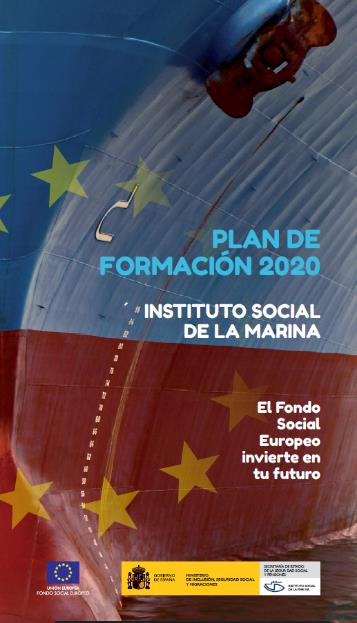 PLAN DE
FORMACIÓN 2020
INSTITUTO SOCIAL
DE LA MARINA
El Fondo
Social
Europeo
invierte en
tu futuro
UNIÓN EUROPEA
FONDO SOCIAL EUROPEO
GOBIERNO
DE ESPAÑA
MINISTERIO
DE INCLUSIÓN, SEGURIDAD SOCIAL
Y MIGRACIONES
SECRETARÍA DE ESTADO
DE LA SEGURIDAD SOCIAL
Y PENSIONES
INSTITUTO SOCIAL
DE LA MARINA